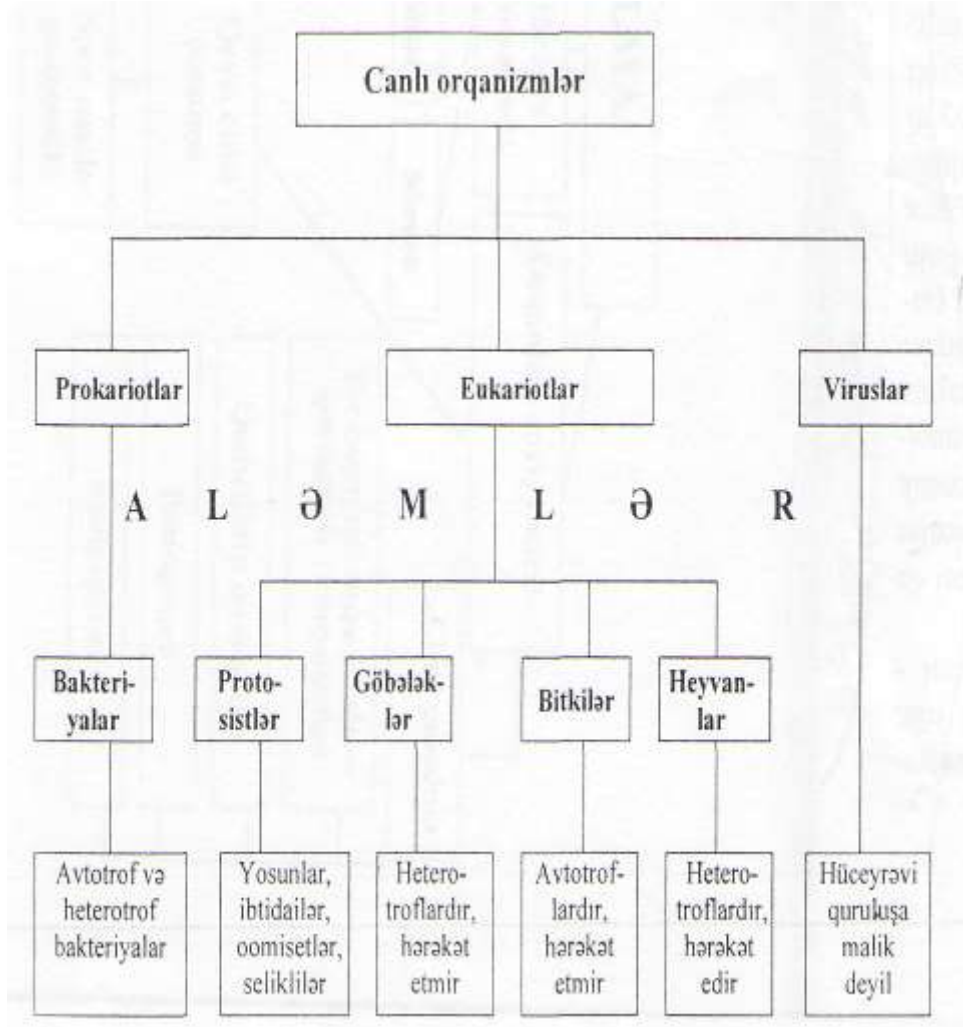 Canlı orqanizmlər
Prokariotlar
Eukariotlar
Viruslar
A L Ə M L Ə R
Bakteri-
yalar
Proto-
sistlər
Göbələk-
lər
Bitkilər
Heyvan-
lar
Avtotrof və
heterotrof
bakteriyalar
Yosunlar,
ibtidailər,
oomisetlər,
seliklilər
Hetero-
troflardır,
hərəkət
etmir
Avtotrof-
lardır,
hərəkət
etmir
Hetero-
troflardır,
hərəkət
edir
Hüceyrəvi
quruluşa
malik
deyil